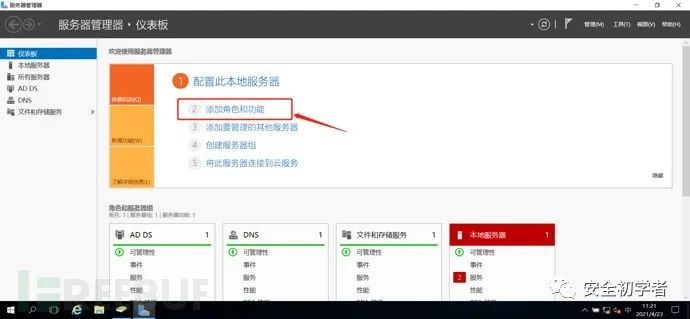 服务器管理器
服务器管理器 · 仪表板
管理(M) 工具(T) 视图(V) 帮助(H)
仪表板
本地服务器
所有服务器
AD DS
DNS
文件和存储服务
欢迎使用服务器管理器
快速启动(Q)
新增功能(W)
了解详细信息(L)
1 配置此本地服务器
2 添加角色和功能
3 添加要管理的其他服务器
4 创建服务器组
5 将此服务器连接到云服务
隐藏
角色和服务器组
角色: 3 | 服务器组: 1 | 服务器总数: 1
AD DS 1
可管理性
事件
服务
性能
DNS 1
可管理性
事件
服务
性能
文件和存储服务 1
可管理性
事件
服务
性能
本地服务器 1
可管理性
事件
2 服务
性能
REEBUF
安全初学者
中
11:21
2021/4/23